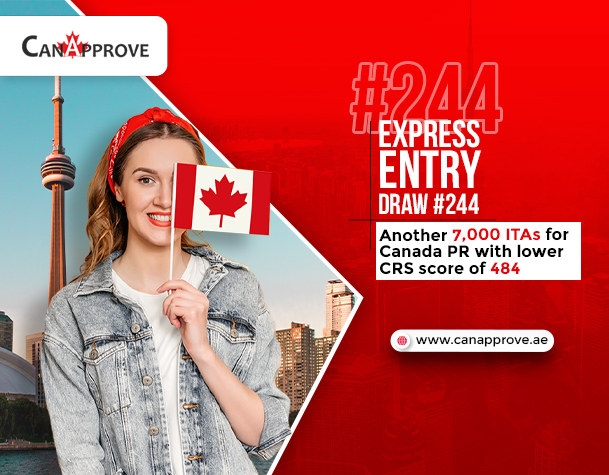 CANAPPROVE
#244
EXPRESS
ENTRY
DRAW #244
Another 7,000 ITAs for
Canada PR with lower
CRS score of 484
www.canapprove.ae